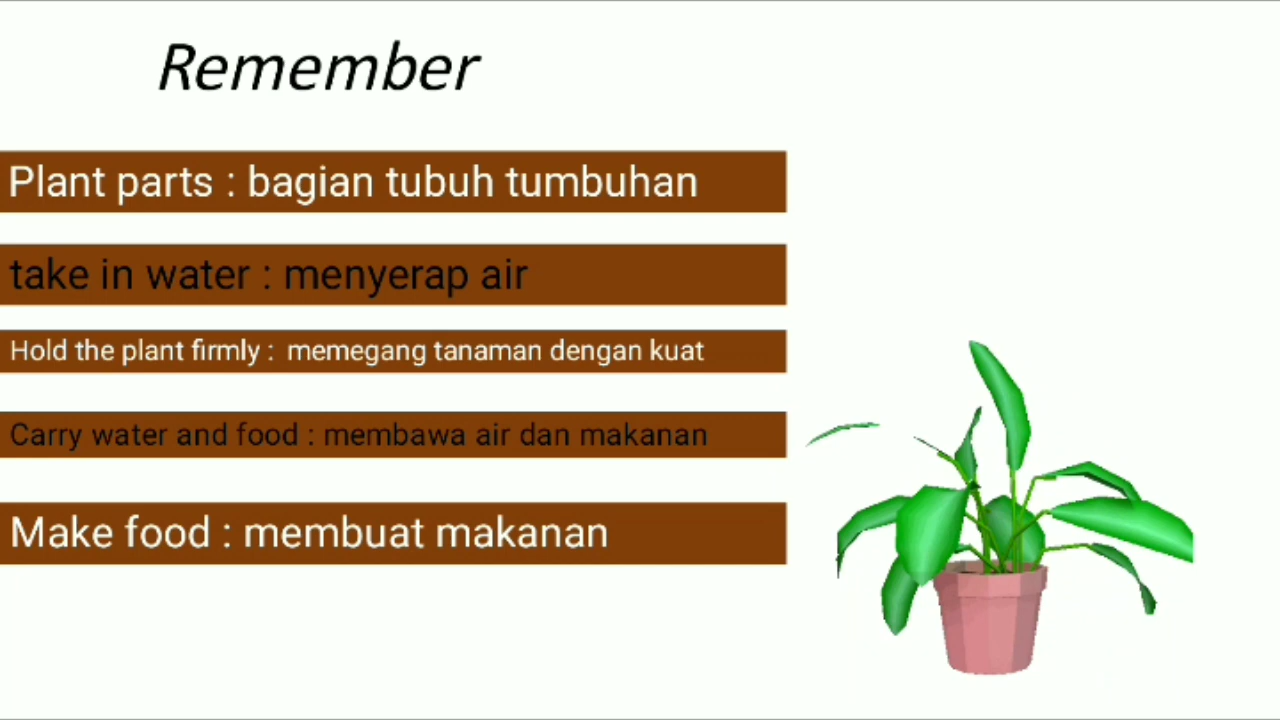 Remember
Plant parts : bagian tubuh tumbuhan
take in water : menyerap air
Hold the plant firmly : memegang tanaman dengan kuat
Carry water and food : membawa air dan makanan
Make food : membuat makanan